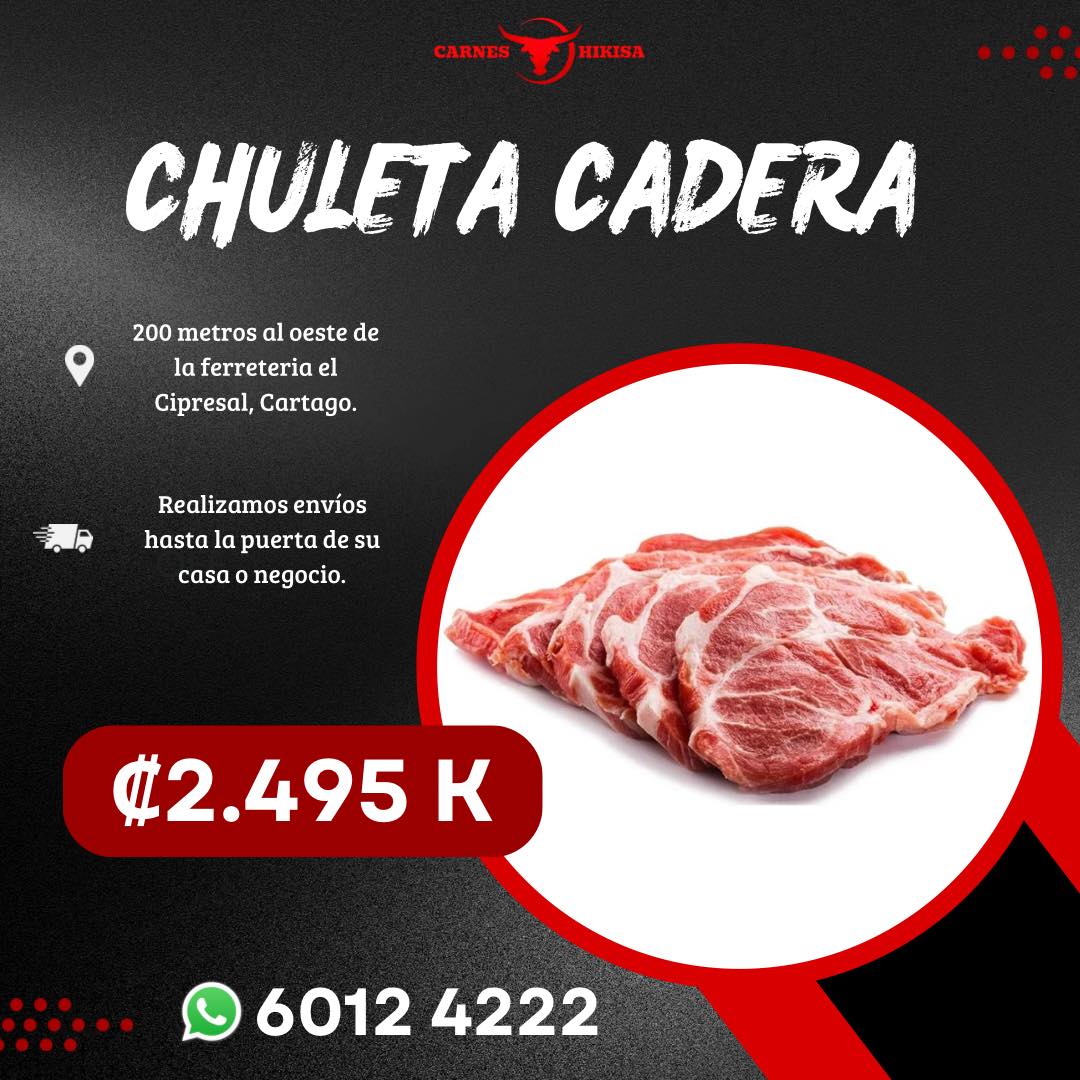 CARNES HIKISA
CHULETA CADERA
200 metros al oeste de
la ferreteria el
Cipresal, Cartago.
Realizamos envíos
hasta la puerta de su
casa o negocio.
₡2.495 K
6012 4222